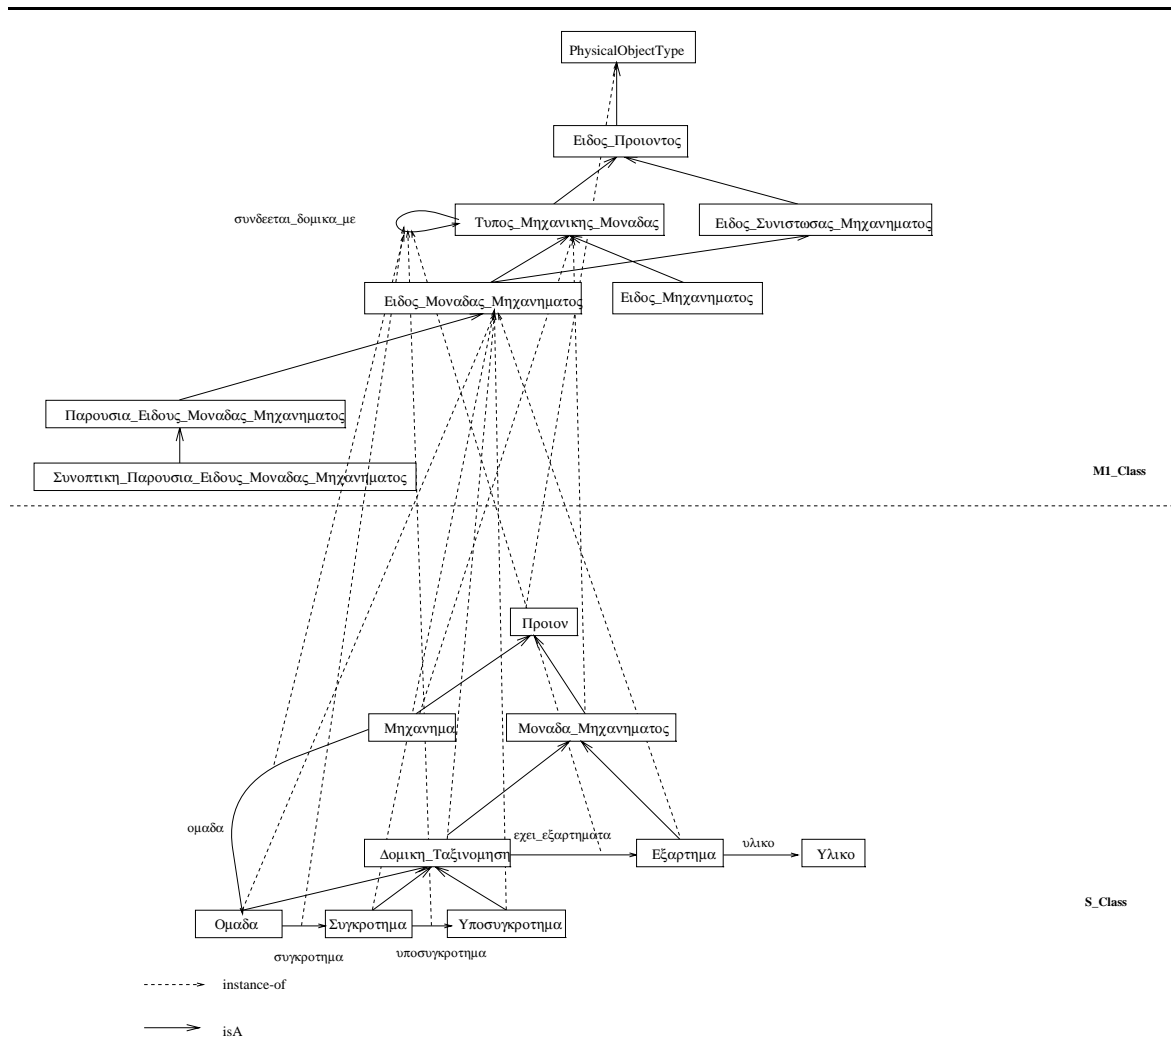 PhysicalObjectType
Ειδος_Προιοντος
συνδεεται_δομικα_με
Τυπος_Μηχανικης_Μοναδας
Ειδος_Συνιστωσας_Μηχανηματος
Ειδος_Μοναδας_Μηχανηματος
Ειδος_Μηχανηματος
Παρουσια_Ειδους_Μοναδας_Μηχανηματος
Συνοπτικη_Παρουσια_Ειδους_Μοναδας_Μηχανηματος
M1_Class
Προιον
Μηχανημα
Μοναδα_Μηχανηματος
ομαδα
εχει_εξαρτηματα
υλικο
Δομικη_Ταξινομηση
Εξαρτημα
Υλικο
S_Class
Ομαδα
Συγκροτημα
Υποσυγκροτημα
συγκροτημα
υποσυγκροτημα
instance-of
isA